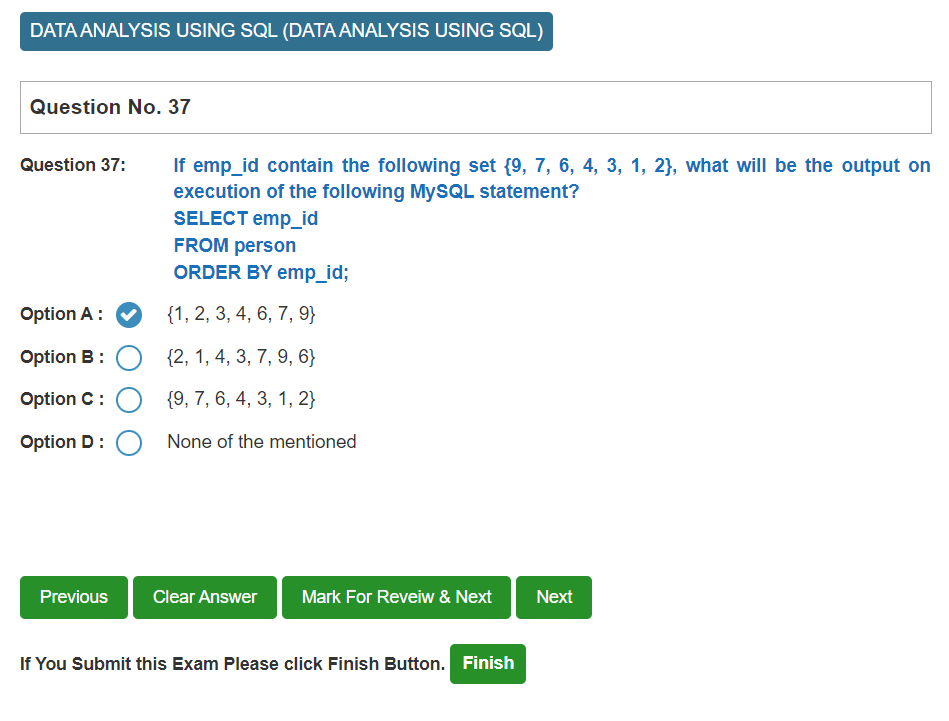 DATA ANALYSIS USING SQL (DATA ANALYSIS USING SQL)
Question No. 37
Question 37: If emp_id contain the following set {9, 7, 6, 4, 3, 1, 2}, what will be the output on
execution of the following MySQL statement?
SELECT emp_id
FROM person
ORDER BY emp_id;
Option A : {1, 2, 3, 4, 6, 7, 9}
Option B : {2, 1, 4, 3, 7, 9, 6}
Option C : {9, 7, 6, 4, 3, 1, 2}
Option D : None of the mentioned
Previous Clear Answer Mark For Reveiw & Next Next
If You Submit this Exam Please click Finish Button. Finish